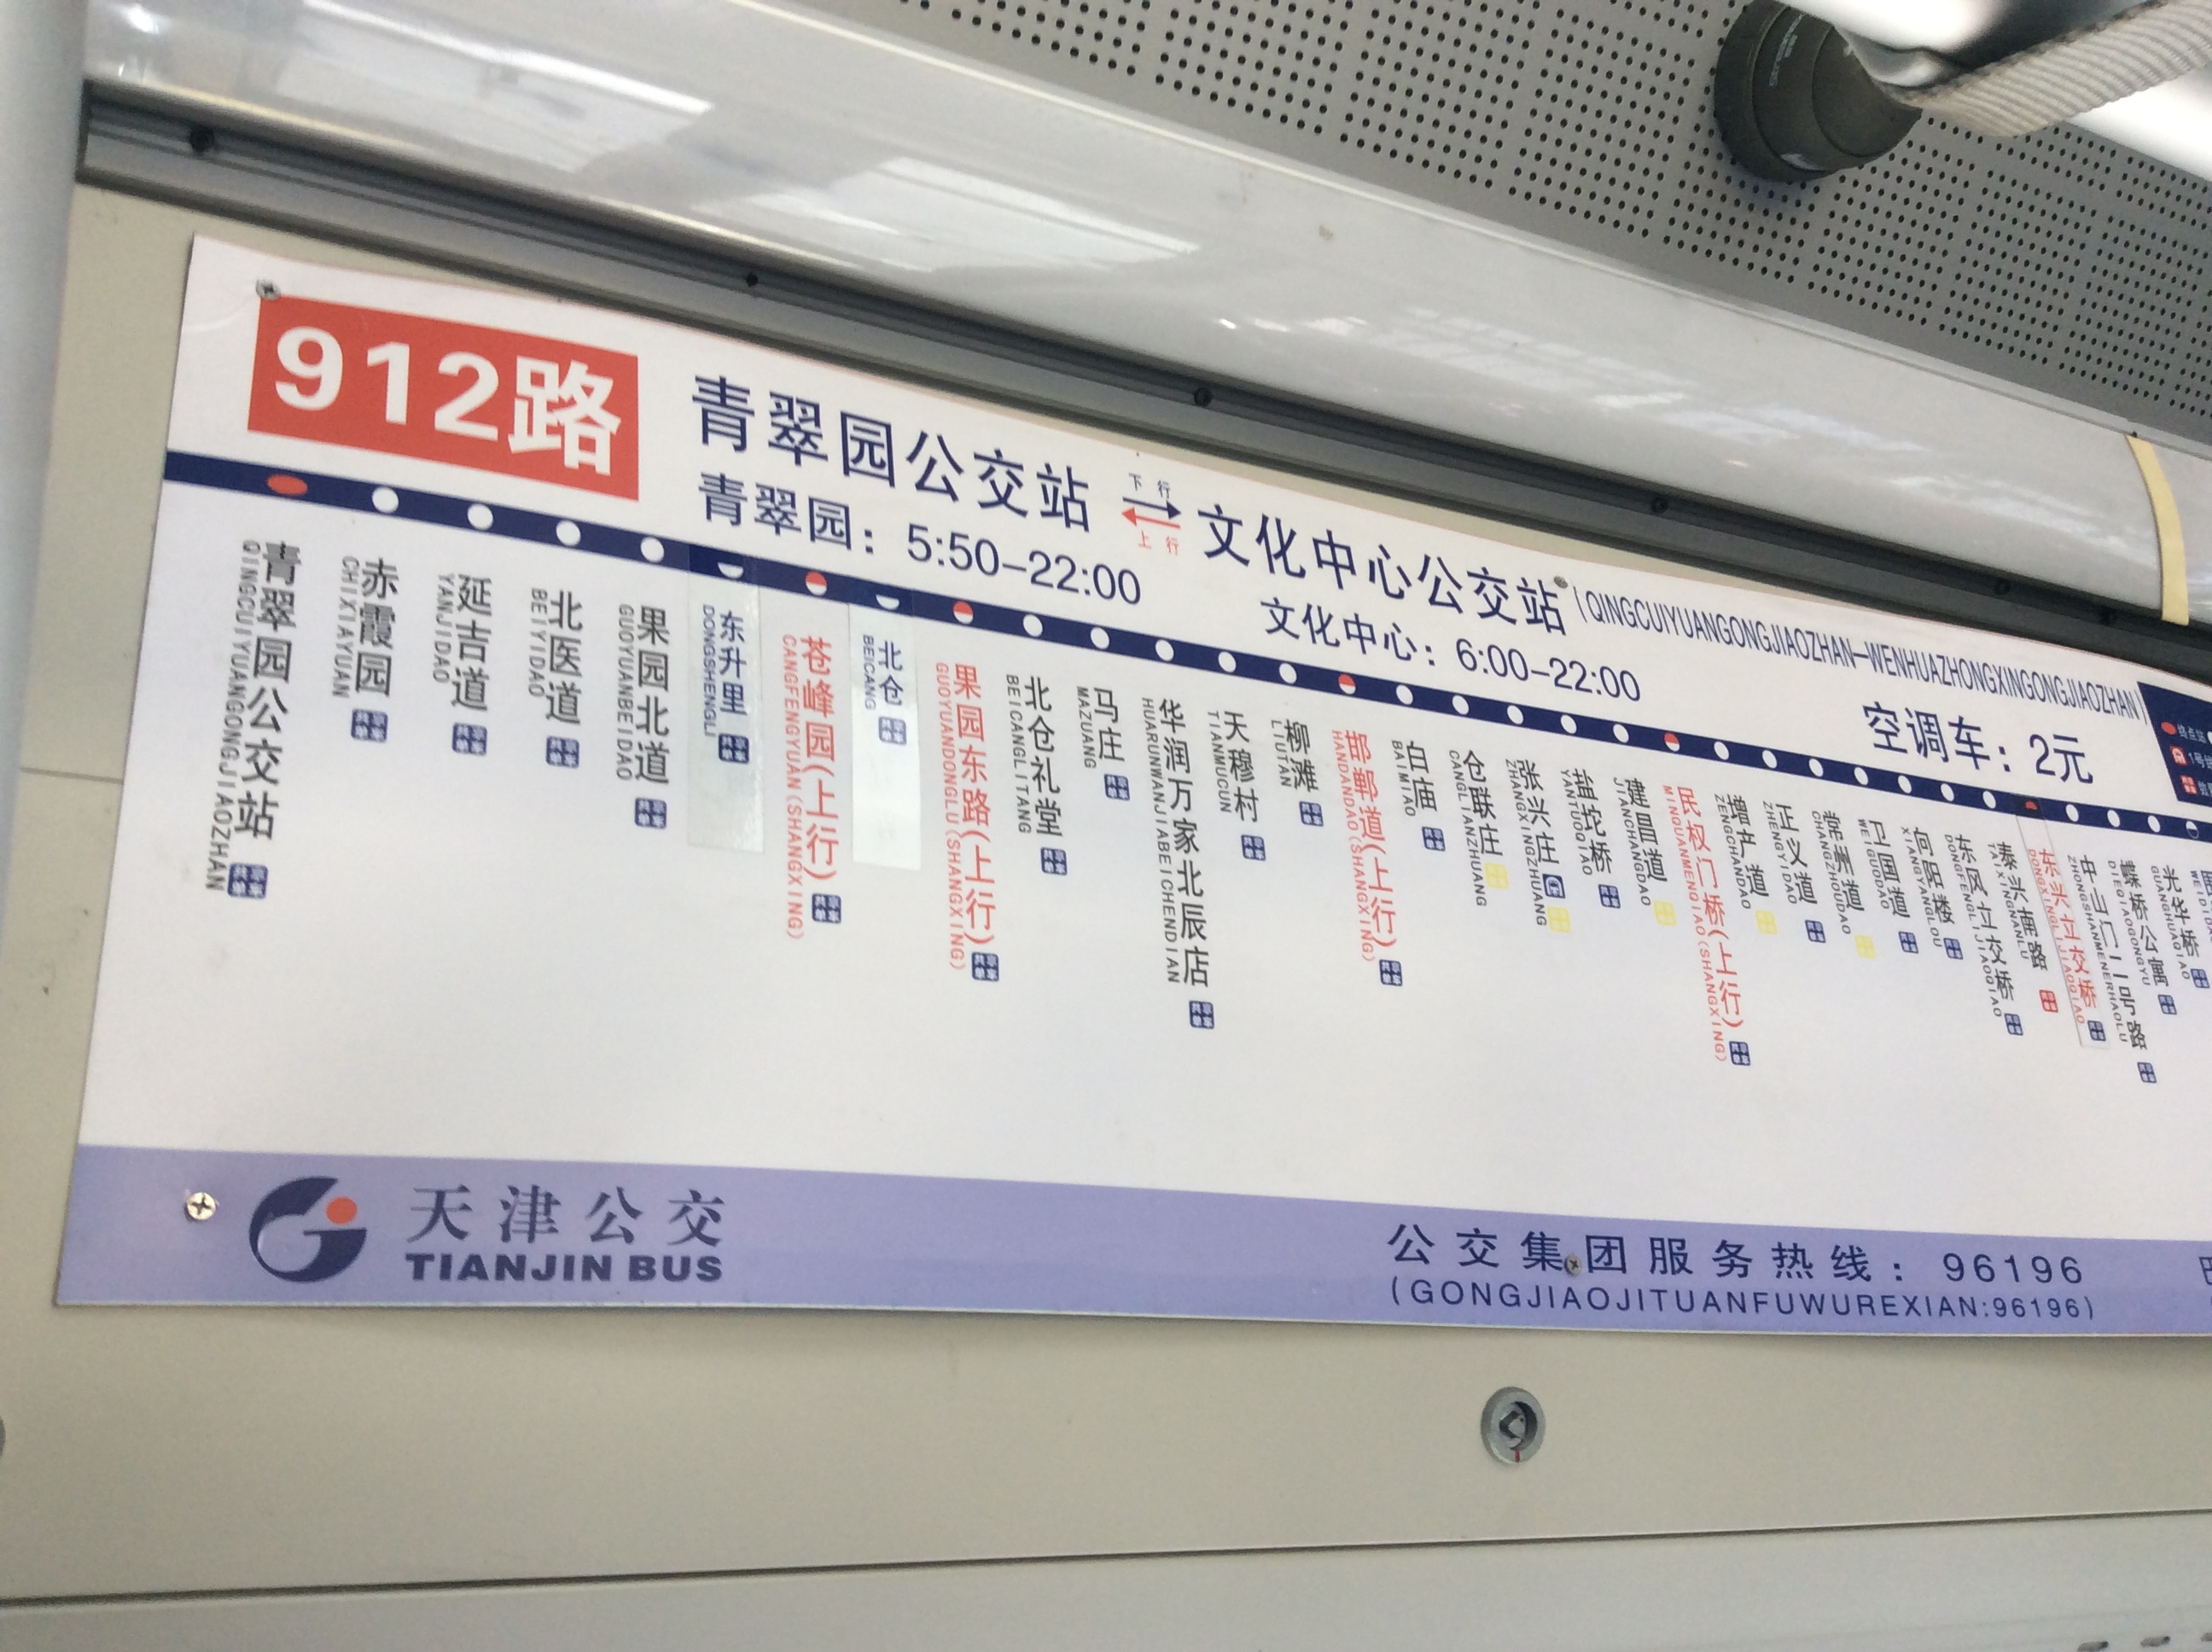 912路
青翠园公交站
下行
上行
文化中心公交站
(QINGCUIYUANGONGJIAOZHAN—WENHUAZHONGXINGONGJIAOZHAN)
青翠园：5:50–22:00
文化中心：6:00–22:00
空调车：2元
QINGCUIYUANGONGJIAOZHAN
青翠园公交站
CHIXIAYUAN
赤霞园
YANJIDAO
延吉道
BEIYIDAO
北医道
GUOYUANBEIDAO
果园北道
DONGSHENGLI
东升里
CANGFENGYUAN(SHANGXING)
苍峰园(上行)
BEICANG
北仓
GUOYUANDONGLU(SHANGXING)
果园东路(上行)
BEICANGLITANG
北仓礼堂
MAZUANG
马庄
HUARUNWANJIABEICHENDIAN
华润万家北辰店
TIANMUCUN
天穆村
LIUTAN
柳滩
HANDANDAO(SHANGXING)
邯郸道(上行)
BAIMIAO
白庙
CANGLIANZHUANG
仓联庄
ZHANGXINGZHUANG
张兴庄
YANTUOQIAO
盐坨桥
JIANCHANGDAO
建昌道
MINQUANMENQIAO(SHANGXING)
民权门桥(上行)
ZENGCHANDAO
增产道
ZHENGYIDAO
正义道
CHANGZHOUDAO
常州道
WEIGUODAO
卫国道
XIANGYANGLOU
向阳楼
DONGFENGLIJIAOQIAO
东风立交桥
TAIXINGNANLU
泰兴南路
DONGXINGLIJIAOQIAO
东兴立交桥
ZHONGSHANMENERHAOLU
中山门二号路
DIEQIAOGONGYU
蝶桥公寓
GUANGHUAQIAO
光华桥
天津公交
TIANJIN BUS
公交集团服务热线：96196
(GONGJIAOJITUANFUWUREXIAN:96196)